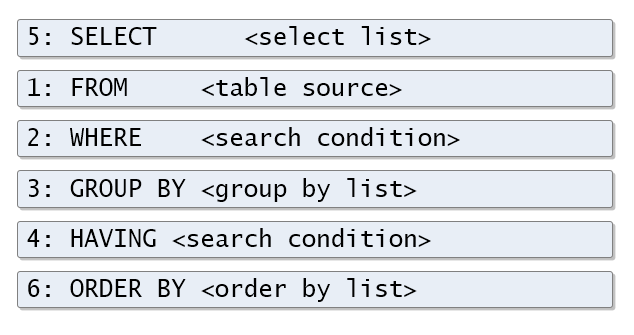 5: SELECT <select list>
1: FROM <table source>
2: WHERE <search condition>
3: GROUP BY <group by list>
4: HAVING <search condition>
6: ORDER BY <order by list>